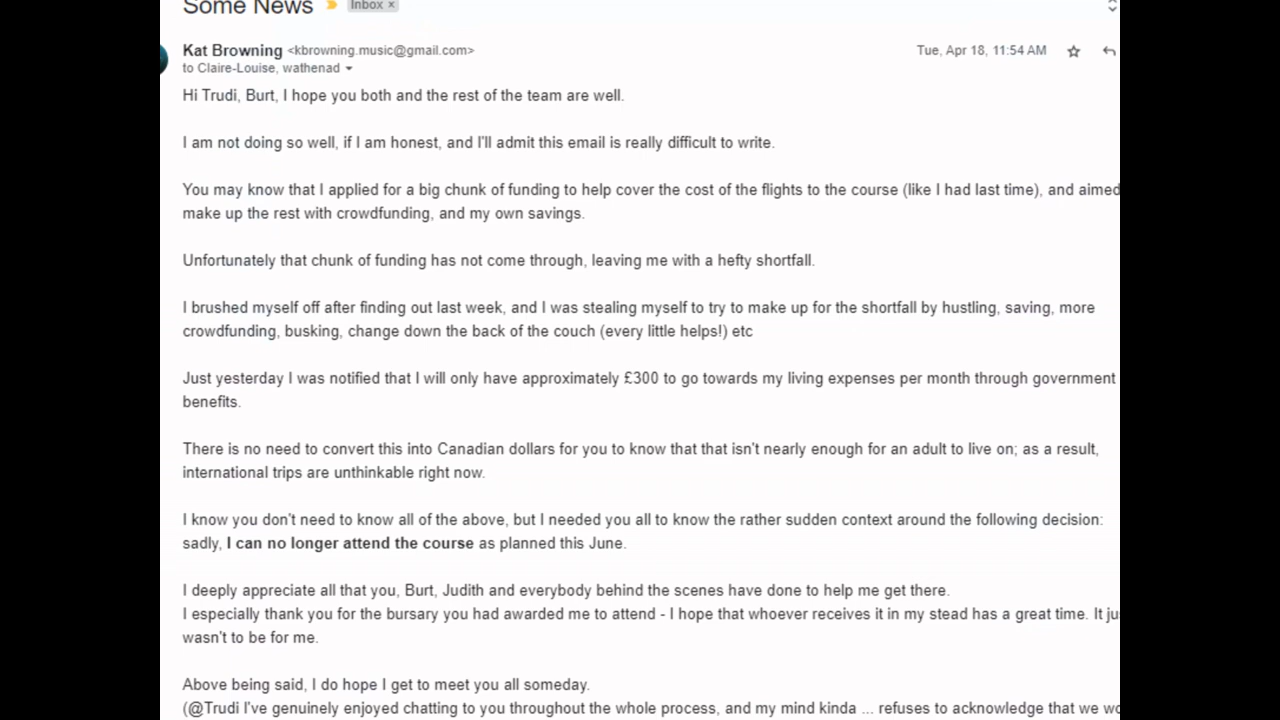 Some News Inbox ×
Kat Browning <kbrowning.music@gmail.com> Tue, Apr 18, 11:54 AM
to Claire-Louise, wathenad
Hi Trudi, Burt, I hope you both and the rest of the team are well.
I am not doing so well, if I am honest, and I'll admit this email is really difficult to write.
You may know that I applied for a big chunk of funding to help cover the cost of the flights to the course (like I had last time), and aimed
make up the rest with crowdfunding, and my own savings.
Unfortunately that chunk of funding has not come through, leaving me with a hefty shortfall.
I brushed myself off after finding out last week, and I was stealing myself to try to make up for the shortfall by hustling, saving, more
crowdfunding, busking, change down the back of the couch (every little helps!) etc
Just yesterday I was notified that I will only have approximately £300 to go towards my living expenses per month through government
benefits.
There is no need to convert this into Canadian dollars for you to know that that isn't nearly enough for an adult to live on; as a result,
international trips are unthinkable right now.
I know you don't need to know all of the above, but I needed you all to know the rather sudden context around the following decision:
sadly, I can no longer attend the course as planned this June.
I deeply appreciate all that you, Burt, Judith and everybody behind the scenes have done to help me get there.
I especially thank you for the bursary you had awarded me to attend - I hope that whoever receives it in my stead has a great time. It ju
wasn't to be for me.
Above being said, I do hope I get to meet you all someday.
(@Trudi I've genuinely enjoyed chatting to you throughout the whole process, and my mind kinda ... refuses to acknowledge that we wo